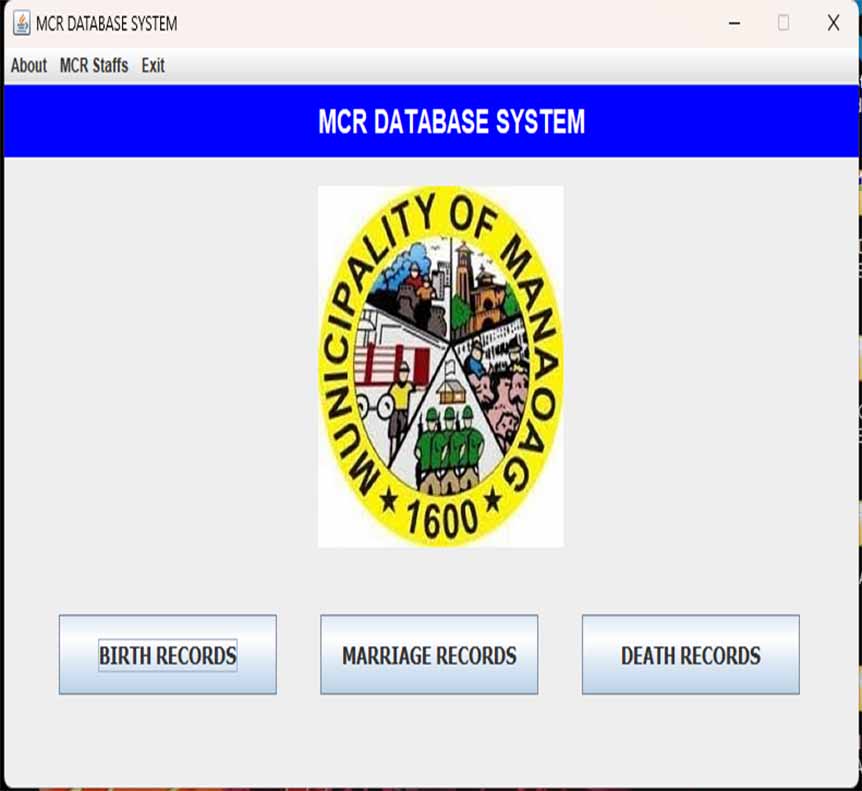 MCR DATABASE SYSTEM
About MCR Staffs Exit
MCR DATABASE SYSTEM
MUNICIPALITY OF MANAOAG
★ 1600 ★
BIRTH RECORDS MARRIAGE RECORDS DEATH RECORDS